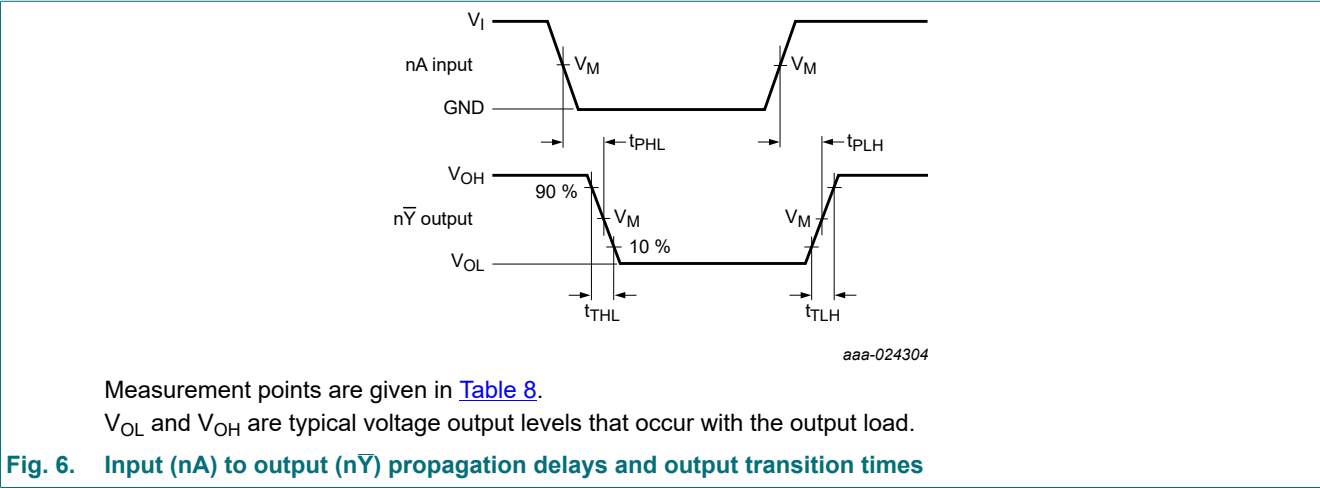 V_I
nA input
V_M
V_M
GND
t_PHL
t_PLH
V_OH
90 %
nY̅ output
V_M
V_M
10 %
V_OL
t_THL
t_TLH
aaa-024304
Measurement points are given in Table 8.
V_OL and V_OH are typical voltage output levels that occur with the output load.
Fig. 6. Input (nA) to output (nY̅) propagation delays and output transition times